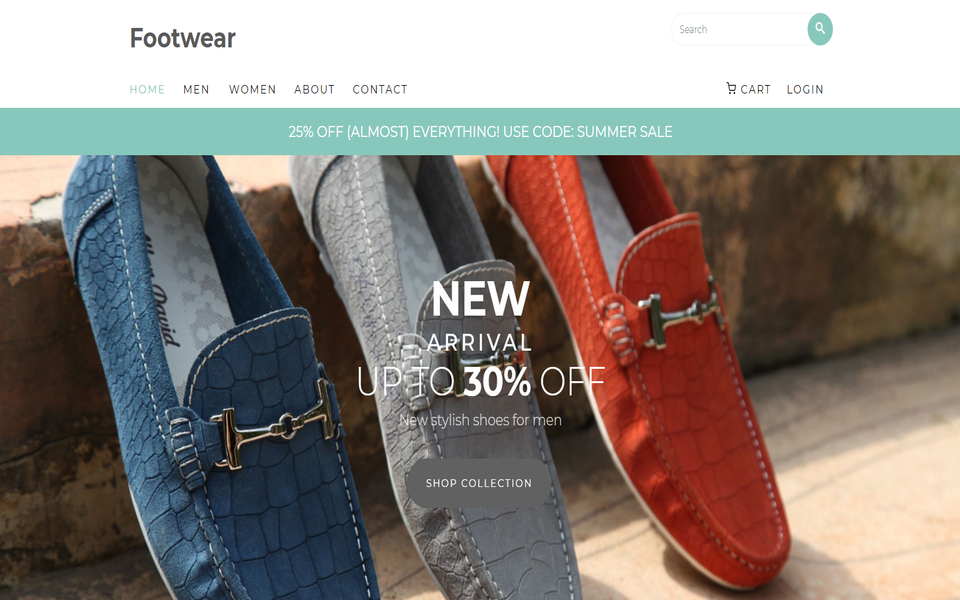 Footwear
Search
HOME MEN WOMEN ABOUT CONTACT
CART LOGIN
25% OFF (ALMOST) EVERYTHING! USE CODE: SUMMER SALE
NEW
ARRIVAL
UP TO 30% OFF
New stylish shoes for men
SHOP COLLECTION
David